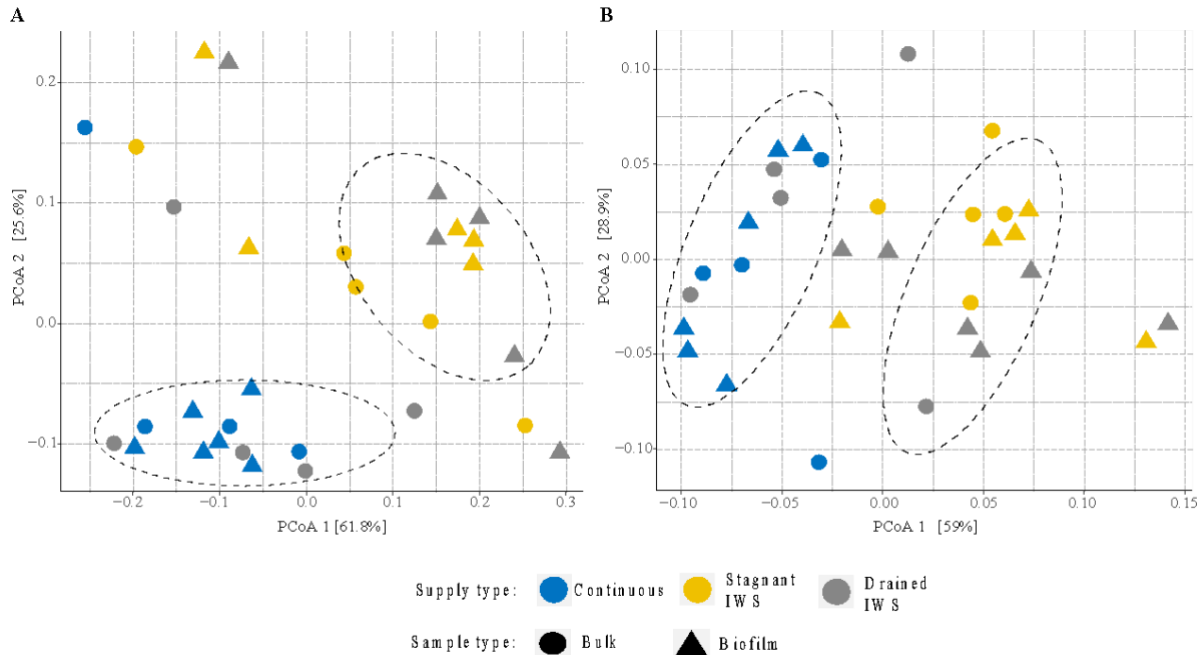 A
B
0.2
0.1
0.0
−0.1
PCoA 2 [25.6%]
−0.2
−0.1
0.0
0.1
0.2
0.3
PCoA 1 [61.8%]
0.10
0.05
0.00
−0.05
−0.10
PCoA 2 [28.9%]
−0.10
−0.05
0.00
0.05
0.10
0.15
PCoA 1 [59%]
Supply type: Continuous Stagnant IWS Drained IWS
Sample type: Bulk Biofilm